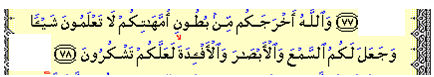 ﴿٧٧﴾ وَٱللَّهُ أَخْرَجَكُم مِّنۢ بُطُونِ أُمَّهَـٰتِكُمْ لَا تَعْلَمُونَ شَيْـًٔا
وَجَعَلَ لَكُمُ ٱلسَّمْعَ وَٱلْأَبْصَـٰرَ وَٱلْأَفْـِٔدَةَ لَعَلَّكُمْ تَشْكُرُونَ ﴿٧٨﴾